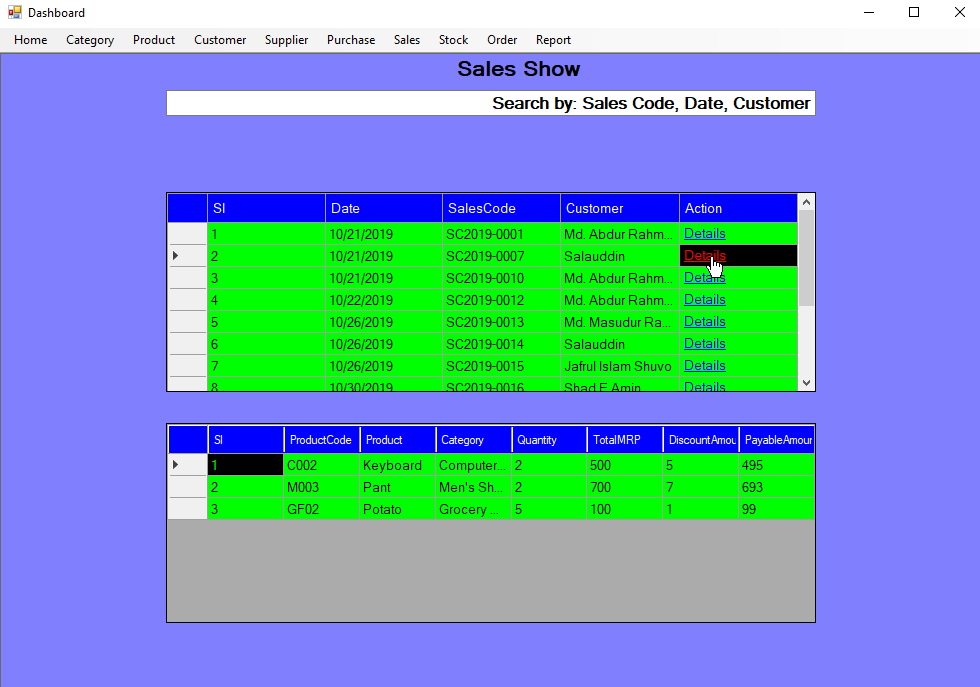 Dashboard
Home Category Product Customer Supplier Purchase Sales Stock Order Report
Sales Show
Search by: Sales Code, Date, Customer
Sl Date SalesCode Customer Action
1 10/21/2019 SC2019-0001 Md. Abdur Rahm... Details
2 10/21/2019 SC2019-0007 Salauddin Details
3 10/21/2019 SC2019-0010 Md. Abdur Rahm... Details
4 10/22/2019 SC2019-0012 Md. Abdur Rahm... Details
5 10/26/2019 SC2019-0013 Md. Masudur Ra... Details
6 10/26/2019 SC2019-0014 Salauddin Details
7 10/26/2019 SC2019-0015 Jafrul Islam Shuvo Details
8 10/30/2019 SC2019-0016 Shad E Amin Details
Sl ProductCode Product Category Quantity TotalMRP DiscountAmou PayableAmour
1 C002 Keyboard Computer... 2 500 5 495
2 M003 Pant Men's Sh... 2 700 7 693
3 GF02 Potato Grocery ... 5 100 1 99